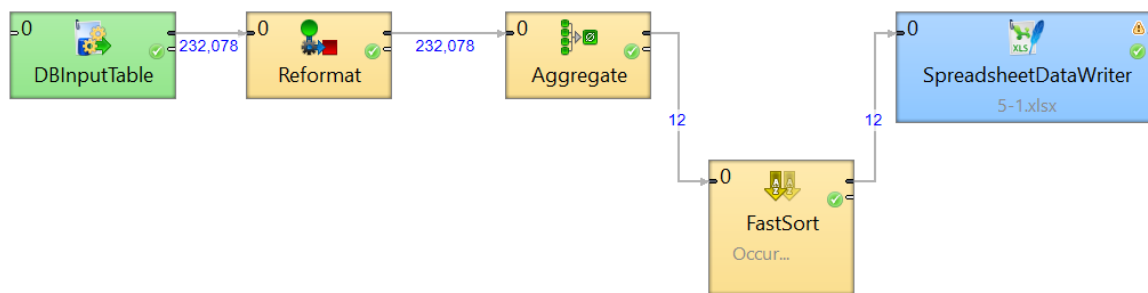 0
DBInputTable
232,078
0
Reformat
232,078
0
Aggregate
12
0
FastSort
Occur...
12
0
XLS
SpreadsheetDataWriter
5-1.xlsx